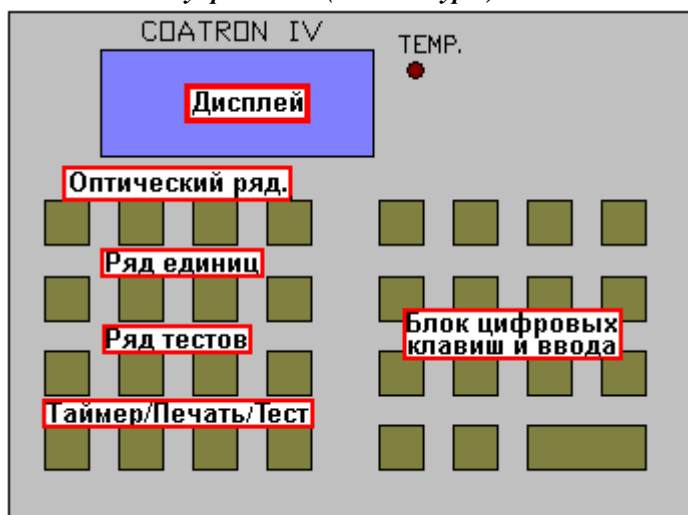 COATRON IV
TEMP.
Дисплей
Оптический ряд.
Ряд единиц
Ряд тестов
Блок цифровых
клавиш и ввода
Таймер/Печать/Тест